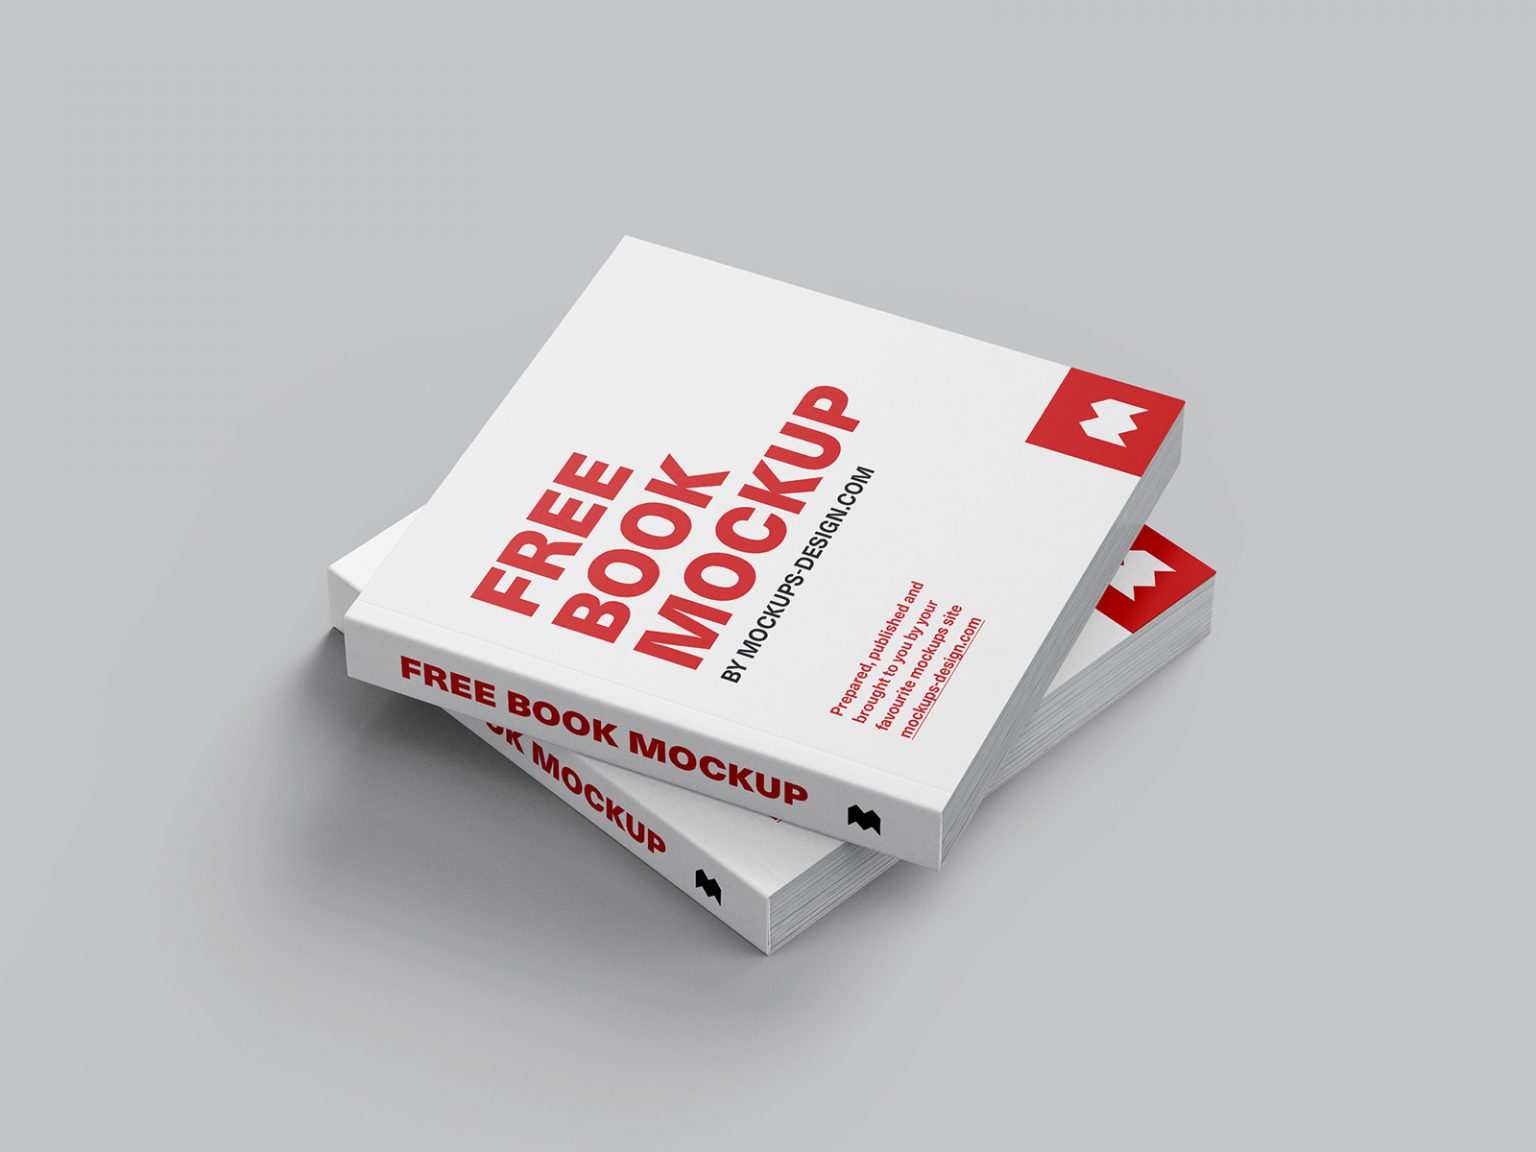 FREE
BOOK
MOCKUP
BY MOCKUPS-DESIGN.COM
Prepared, published and
brought to you by your
favourite mockups site
mockups-design.com
FREE BOOK MOCKUP
OK MOCKUP